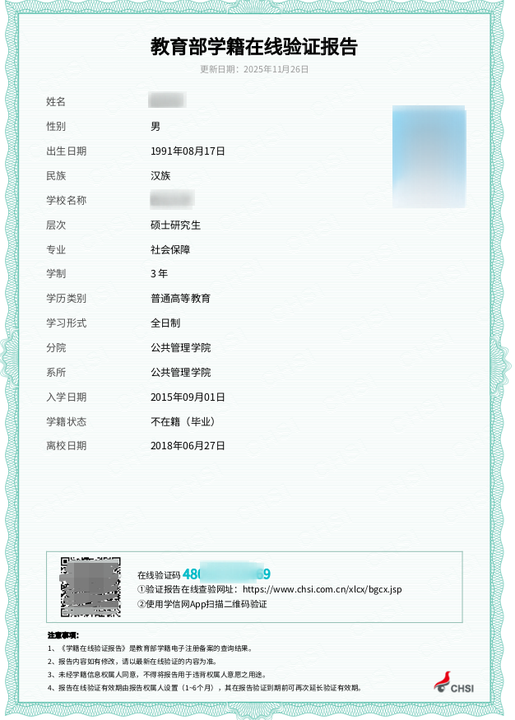 教育部学籍在线验证报告
更新日期：2025年11月26日
姓名
性别 男
出生日期 1991年08月17日
民族 汉族
学校名称
层次 硕士研究生
专业 社会保障
学制 3 年
学历类别 普通高等教育
学习形式 全日制
分院 公共管理学院
系所 公共管理学院
入学日期 2015年09月01日
学籍状态 不在籍（毕业）
离校日期 2018年06月27日
在线验证码
①验证报告在线查验网址：https://www.chsi.com.cn/xlcx/bgcx.jsp
②使用学信网App扫描二维码验证
注意事项：
1、《学籍在线验证报告》是教育部学籍电子注册备案的查询结果。
2、报告内容如有修改，请以最新在线验证的内容为准。
3、未经学籍信息权属人同意，不得将报告用于违背权属人意愿之用途。
4、报告在线验证有效期由报告权属人设置（1~6个月），其在报告验证到期前可再次延长验证有效期。
CHSI